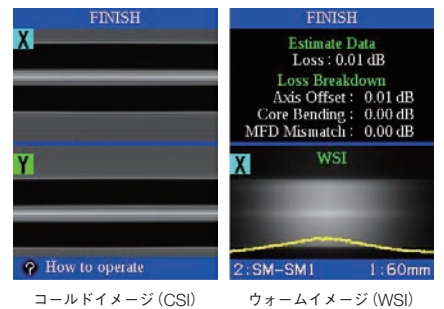 FINISH
X
Y
How to operate
コールドイメージ(CSI)
FINISH
Estimate Data
Loss : 0.01 dB
Loss Breakdown
Axis Offset : 0.01 dB
Core Bending : 0.00 dB
MFD Mismatch : 0.00 dB
X
WSI
2:SM-SM1 1:60mm
ウォームイメージ(WSI)